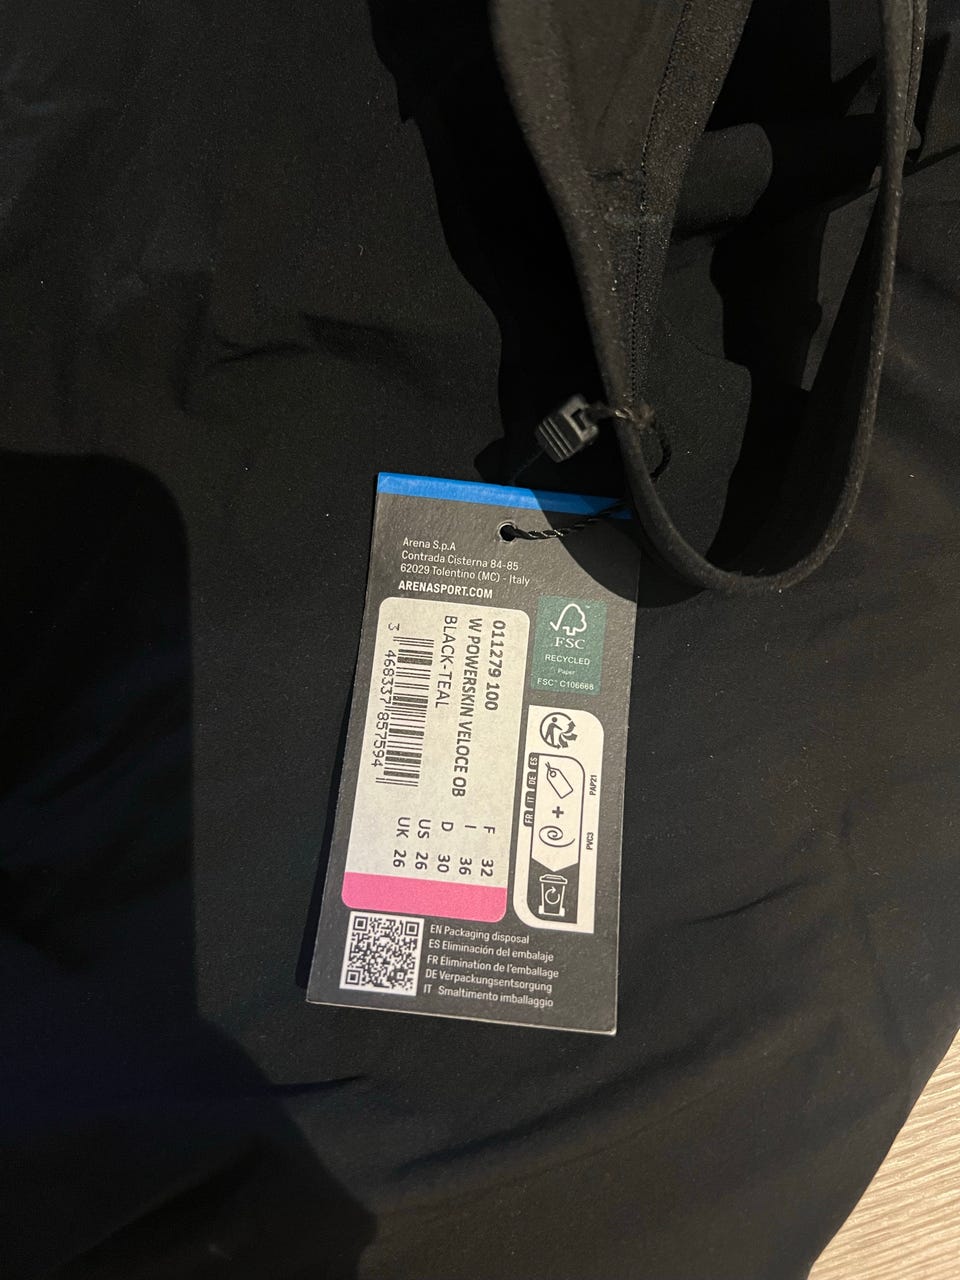 Arena S.p.A
Contrada Cisterna 84-85
62029 Tolentino (MC) - Italy
ARENASPORT.COM
FSC
RECYCLED
Paper
FSC™ C106668
011279 100
W POWERSKIN VELOCE OB
BLACK-TEAL
3 468337 857594
F 32
I 36
D 30
US 26
UK 26
FR IT DE ES
+
PAP21
PVC3
EN Packaging disposal
ES Eliminación del embalaje
FR Élimination de l'emballage
DE Verpackungsentsorgung
IT Smaltimento imballaggio